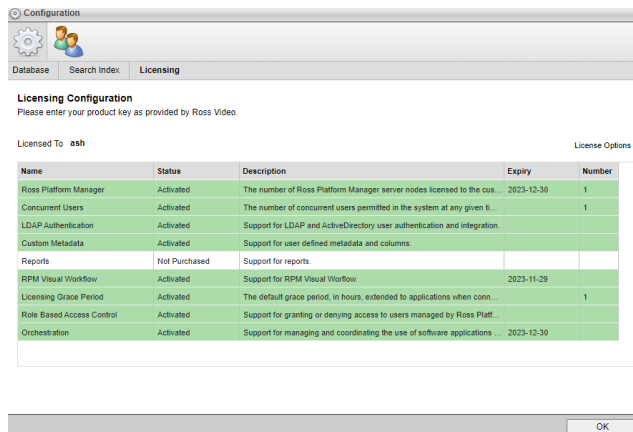 Configuration
Database Search Index Licensing
Licensing Configuration
Please enter your product key as provided by Ross Video.
Licensed To ash
License Options
Name Status Description Expiry Number
Ross Platform Manager Activated The number of Ross Platform Manager server nodes licensed to the cus... 2023-12-30 1
Concurrent Users Activated The number of concurrent users permitted in the system at any given ti... 1
LDAP Authentication Activated Support for LDAP and ActiveDirectory user authentication and integration.
Custom Metadata Activated Support for user defined metadata and columns.
Reports Not Purchased Support for reports.
RPM Visual Workflow Activated Support for RPM Visual Worflow. 2023-11-29
Licensing Grace Period Activated The default grace period, in hours, extended to applications when conn... 1
Role Based Access Control Activated Support for granting or denying access to users managed by Ross Platf...
Orchestration Activated Support for managing and coordinating the use of software applications ... 2023-12-30
OK